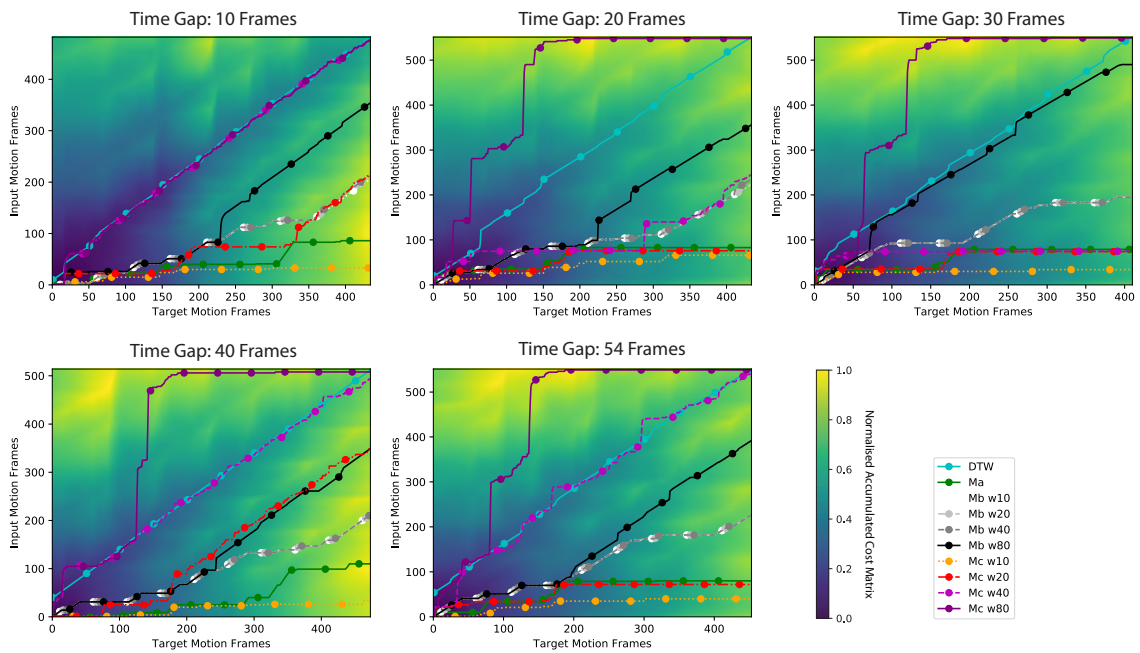 Time Gap: 10 Frames
Time Gap: 20 Frames
Time Gap: 30 Frames
Input Motion Frames
0
100
200
300
400
0 50 100 150 200 250 300 350 400
Target Motion Frames
Input Motion Frames
0
100
200
300
400
500
0 50 100 150 200 250 300 350 400
Target Motion Frames
Input Motion Frames
0
100
200
300
400
500
0 50 100 150 200 250 300 350 400
Target Motion Frames
Time Gap: 40 Frames
Time Gap: 54 Frames
Input Motion Frames
0
100
200
300
400
500
0 100 200 300 400
Target Motion Frames
Input Motion Frames
0
100
200
300
400
500
0 100 200 300 400
Target Motion Frames
1.0
0.8
0.6
0.4
0.2
0.0
Normalised Accumulated Cost Matrix
DTW
Ma
Mb w10
Mb w20
Mb w40
Mb w80
Mc w10
Mc w20
Mc w40
Mc w80